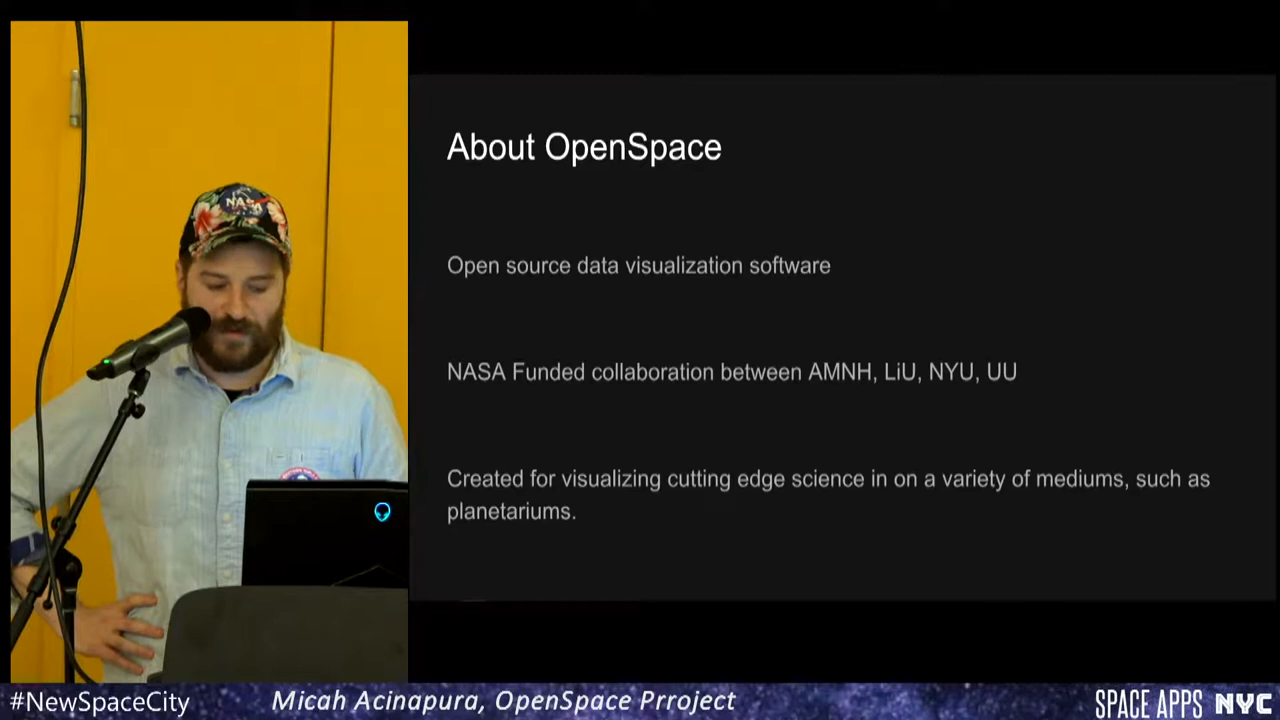 NASA
About OpenSpace
Open source data visualization software
NASA Funded collaboration between AMNH, LiU, NYU, UU
Created for visualizing cutting edge science in on a variety of mediums, such as
planetariums.
#NewSpaceCity
Micah Acinapura, OpenSpace Prroject
SPACE APPS NYC